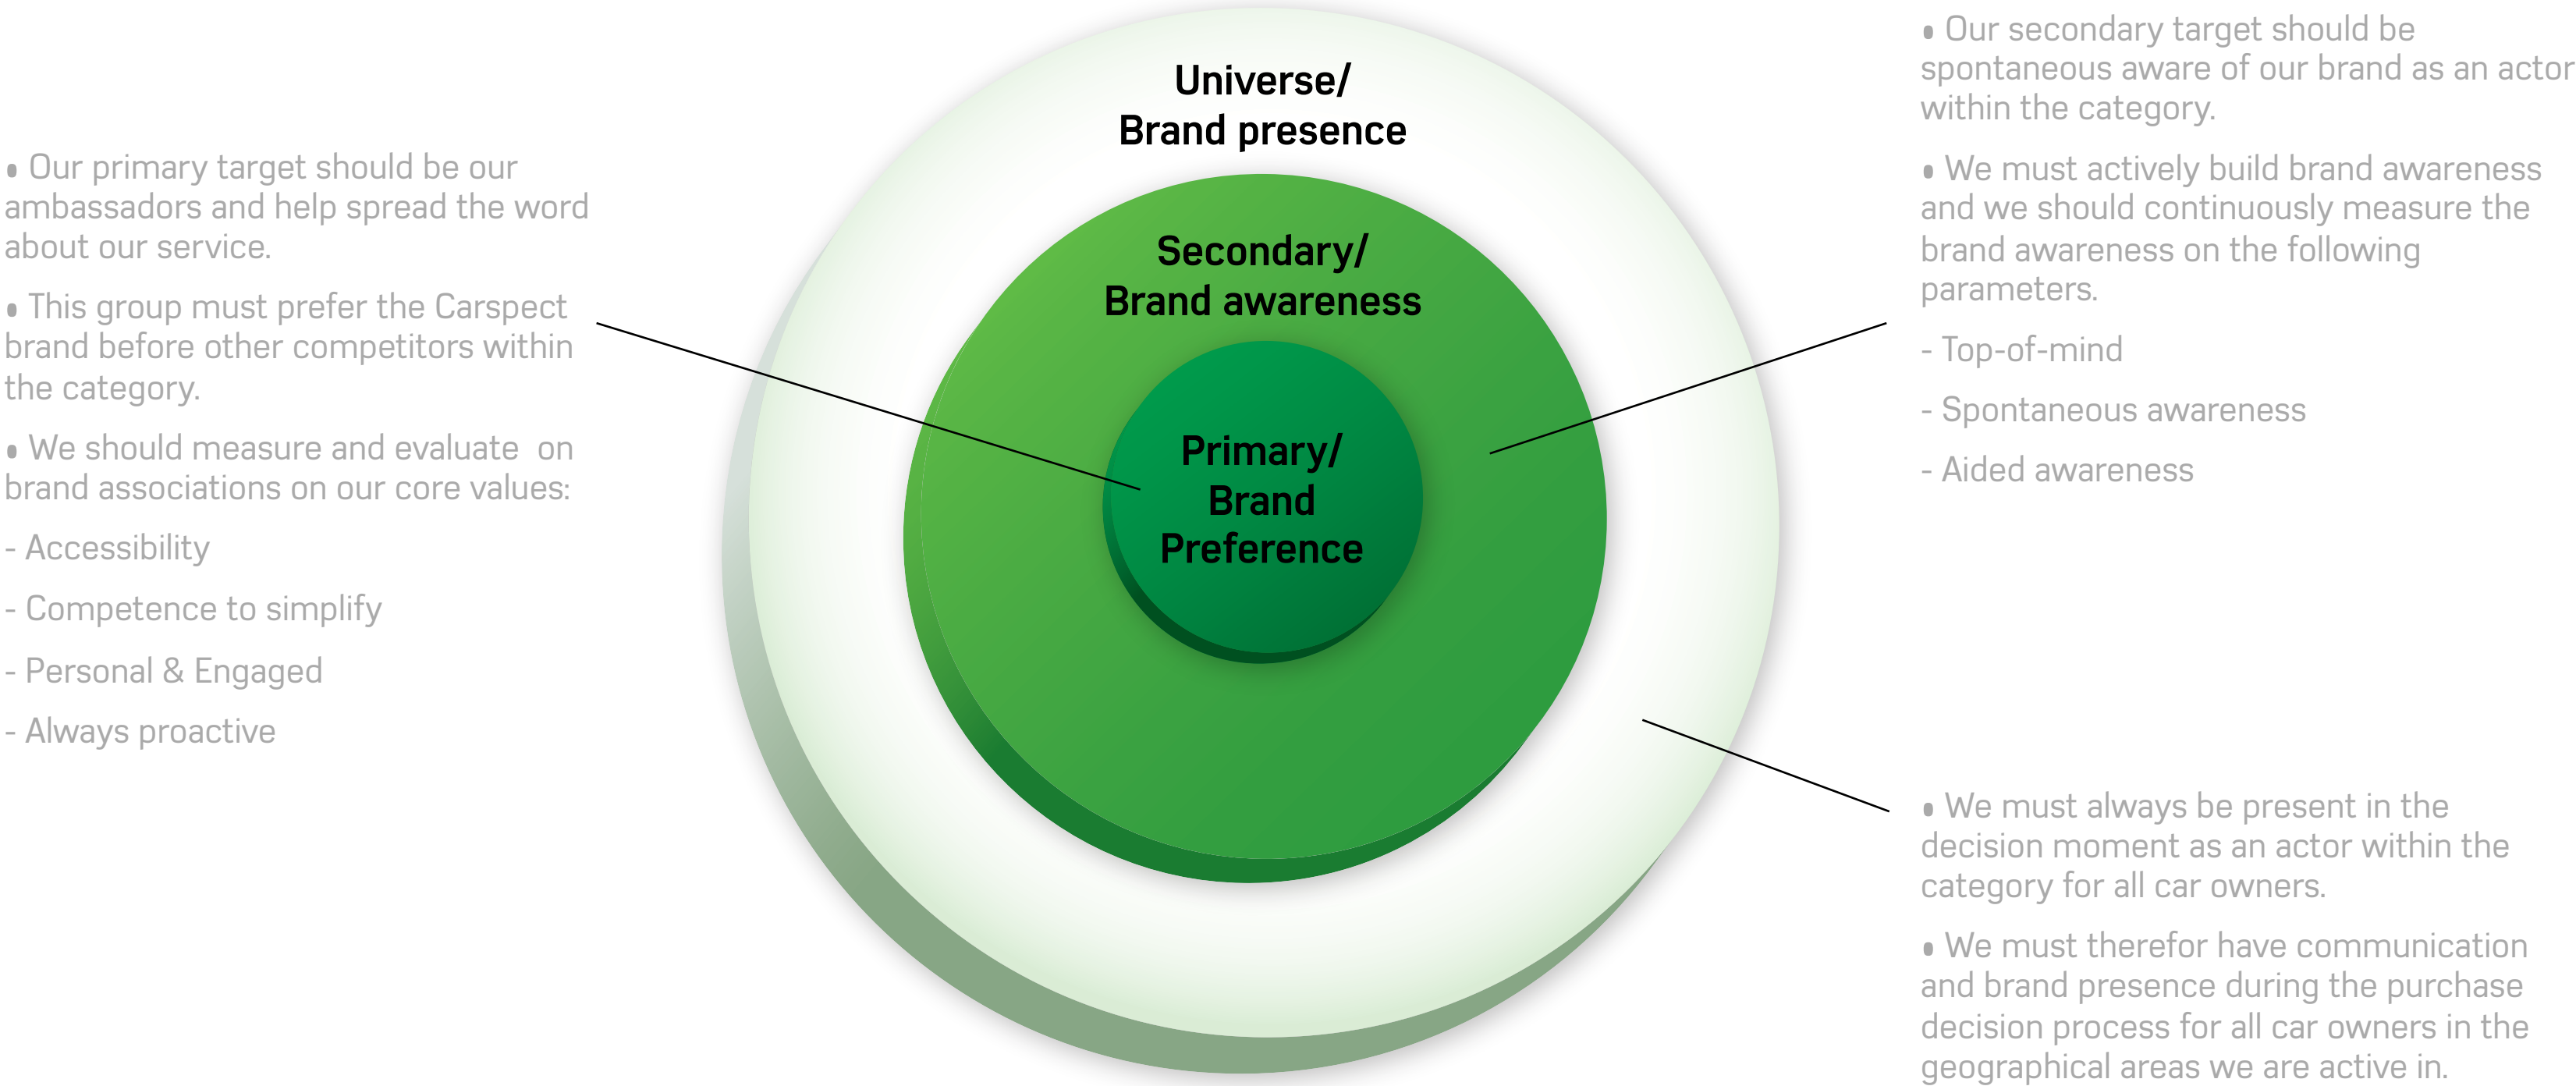 • Our primary target should be our
ambassadors and help spread the word
about our service.
• This group must prefer the Carspect
brand before other competitors within
the category.
• We should measure and evaluate  on
brand associations on our core values:
- Accessibility
- Competence to simplify
- Personal & Engaged
- Always proactive
Universe/
Brand presence
Secondary/
Brand awareness
Primary/
Brand
Preference
• Our secondary target should be
spontaneous aware of our brand as an actor
within the category.
• We must actively build brand awareness
and we should continuously measure the
brand awareness on the following
parameters.
- Top-of-mind
- Spontaneous awareness
- Aided awareness
• We must always be present in the
decision moment as an actor within the
category for all car owners.
• We must therefor have communication
and brand presence during the purchase
decision process for all car owners in the
geographical areas we are active in.